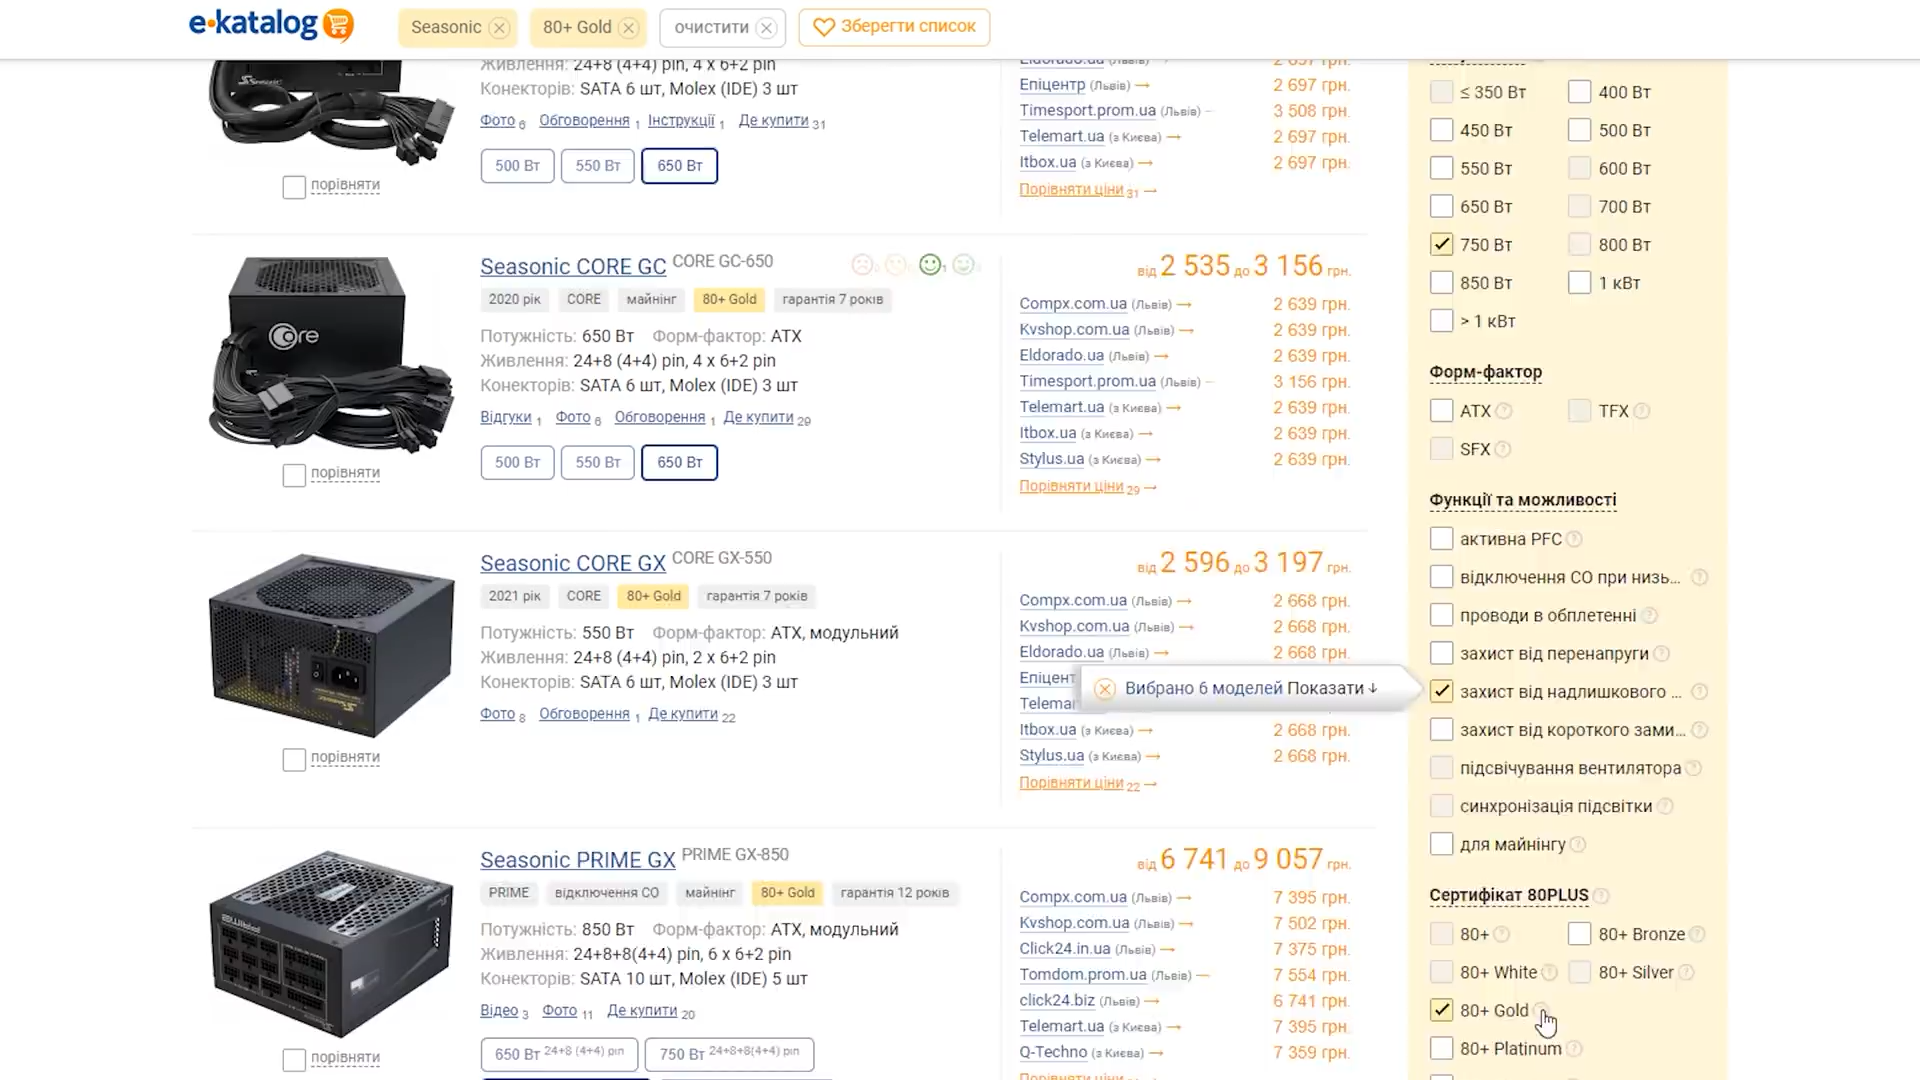 e·katalog
Seasonic
80+ Gold
очистити
Зберегти список
Живлення: 24+8 (4+4) pin, 4 x 6+2 pin
Конекторів: SATA 6 шт, Molex (IDE) 3 шт
Фото 6 Обговорення 1 Інструкції 1 Де купити 31
500 Вт 550 Вт 650 Вт
порівняти
Eldorado.ua (Львів) → 2 697 грн.
Епіцентр (Львів) → 2 697 грн.
Timesport.prom.ua (Львів) 3 508 грн.
Telemart.ua (з Києва) → 2 697 грн.
Itbox.ua (з Києва) → 2 697 грн.
Порівняти ціни 31 →
Seasonic CORE GC CORE GC-650
2020 рік CORE майнінг 80+ Gold гарантія 7 років
Потужність: 650 Вт Форм-фактор: ATX
Живлення: 24+8 (4+4) pin, 4 x 6+2 pin
Конекторів: SATA 6 шт, Molex (IDE) 3 шт
Відгуки 1 Фото 6 Обговорення 1 Де купити 29
500 Вт 550 Вт 650 Вт
core
порівняти
від 2 535 до 3 156 грн.
Compx.com.ua (Львів) → 2 639 грн.
Kvshop.com.ua (Львів) → 2 639 грн.
Eldorado.ua (Львів) → 2 639 грн.
Timesport.prom.ua (Львів) 3 156 грн.
Telemart.ua (з Києва) → 2 639 грн.
Itbox.ua (з Києва) → 2 639 грн.
Stylus.ua (з Києва) → 2 639 грн.
Порівняти ціни 29 →
Seasonic CORE GX CORE GX-550
2021 рік CORE 80+ Gold гарантія 7 років
Потужність: 550 Вт Форм-фактор: ATX, модульний
Живлення: 24+8 (4+4) pin, 2 x 6+2 pin
Конекторів: SATA 6 шт, Molex (IDE) 3 шт
Фото 8 Обговорення 1 Де купити 22
порівняти
від 2 596 до 3 197 грн.
Compx.com.ua (Львів) → 2 668 грн.
Kvshop.com.ua (Львів) → 2 668 грн.
Eldorado.ua (Львів) → 2 668 грн.
Епіцент
Telema
Вибрано 6 моделей Показати ↓
Itbox.ua (з Києва) → 2 668 грн.
Stylus.ua (з Києва) → 2 668 грн.
Порівняти ціни 22 →
Seasonic PRIME GX PRIME GX-850
PRIME відключення СО майнінг 80+ Gold гарантія 12 років
Потужність: 850 Вт Форм-фактор: ATX, модульний
Живлення: 24+8+8(4+4) pin, 6 x 6+2 pin
Конекторів: SATA 10 шт, Molex (IDE) 5 шт
Відео 3 Фото 11 Де купити 20
650 Вт 24+8 (4+4) pin 750 Вт 24+8+8(4+4) pin
порівняти
від 6 741 до 9 057 грн.
Compx.com.ua (Львів) → 7 395 грн.
Kvshop.com.ua (Львів) → 7 502 грн.
Click24.in.ua (Львів) → 7 375 грн.
Tomdom.prom.ua (Львів) 7 554 грн.
click24.biz (Львів) → 6 741 грн.
Telemart.ua (з Києва) → 7 395 грн.
Q-Techno (з Києва) → 7 359 грн.
≤ 350 Вт 400 Вт
450 Вт 500 Вт
550 Вт 600 Вт
650 Вт 700 Вт
750 Вт 800 Вт
850 Вт 1 кВт
> 1 кВт
Форм-фактор
ATX TFX
SFX
Функції та можливості
активна PFC
відключення СО при низь...
проводи в обплетенні
захист від перенапруги
захист від надлишкового ...
захист від короткого зами...
підсвічування вентилятора
синхронізація підсвітки
для майнінгу
Сертифікат 80PLUS
80+ 80+ Bronze
80+ White 80+ Silver
80+ Gold
80+ Platinum